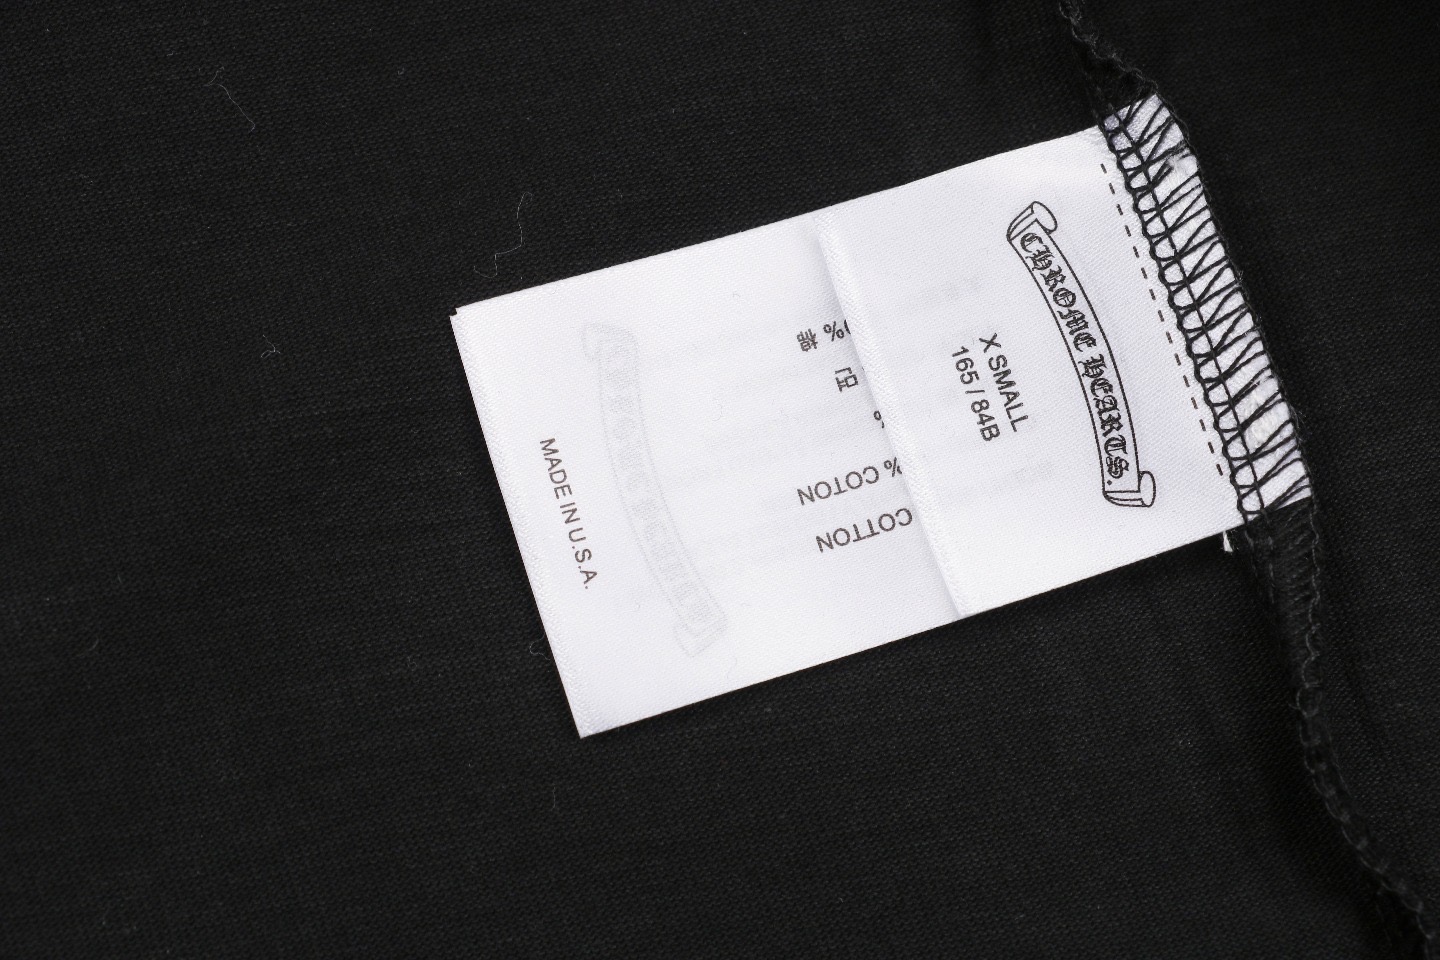 CHROME HEARTS.
X SMALL
165 / 84B
COTTON
% COTON
%
% 棉
MADE IN U.S.A.